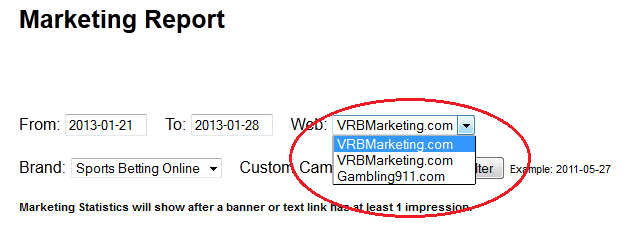 Marketing Report
From: 2013-01-21 To: 2013-01-28 Web: VRBMarketing.com
VRBMarketing.com
VRBMarketing.com
Gambling911.com
Brand: Sports Betting Online Custom Cam lter Example: 2011-05-27
Marketing Statistics will show after a banner or text link has at least 1 impression.